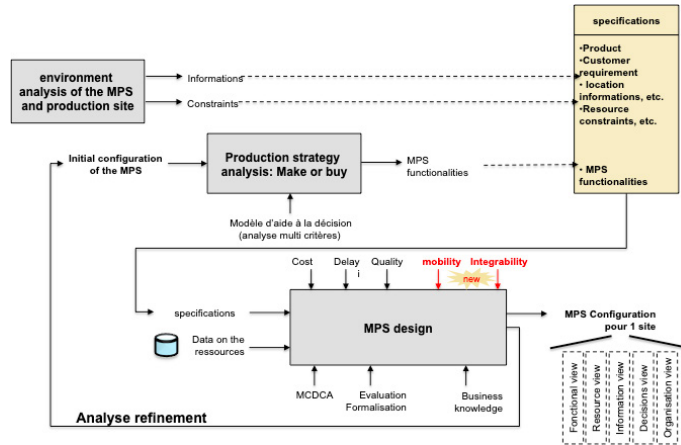 specifications
•Product
•Customer
requirement
• location
informations, etc.
•Resource
constraints, etc.
• MPS
functionalities
environment
analysis of the MPS
and production site
Informations
Constraints
Initial configuration
of the MPS
Production strategy
analysis: Make or buy
MPS
functionalities
Modèle d'aide à la décision
(analyse multi critères)
Cost
Delay
i
Quality
mobility
Integrability
new
specifications
Data on the
ressources
MPS design
MPS Configuration
pour 1 site
MCDCA
Evaluation
Formalisation
Business
knowledge
Analyse refinement
Fonctional view
Resource view
Information view
Decisions view
Organisation view